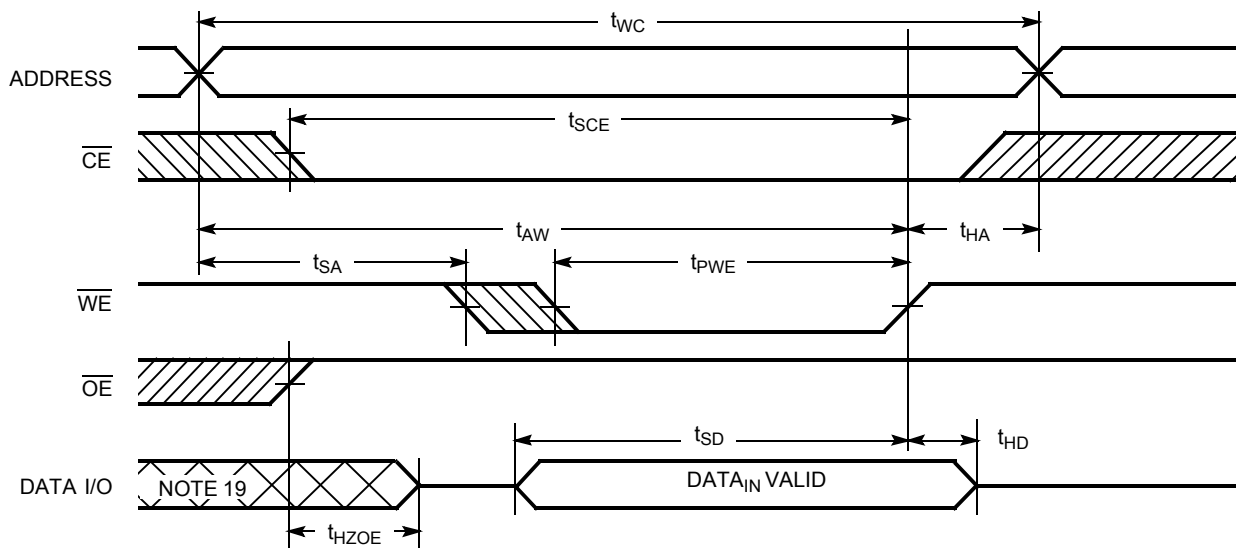 tWC
ADDRESS
tSCE
CE
tAW
tHA
tSA
tPWE
WE
OE
tSD
tHD
DATA I/O
NOTE 19
DATAIN VALID
tHZOE